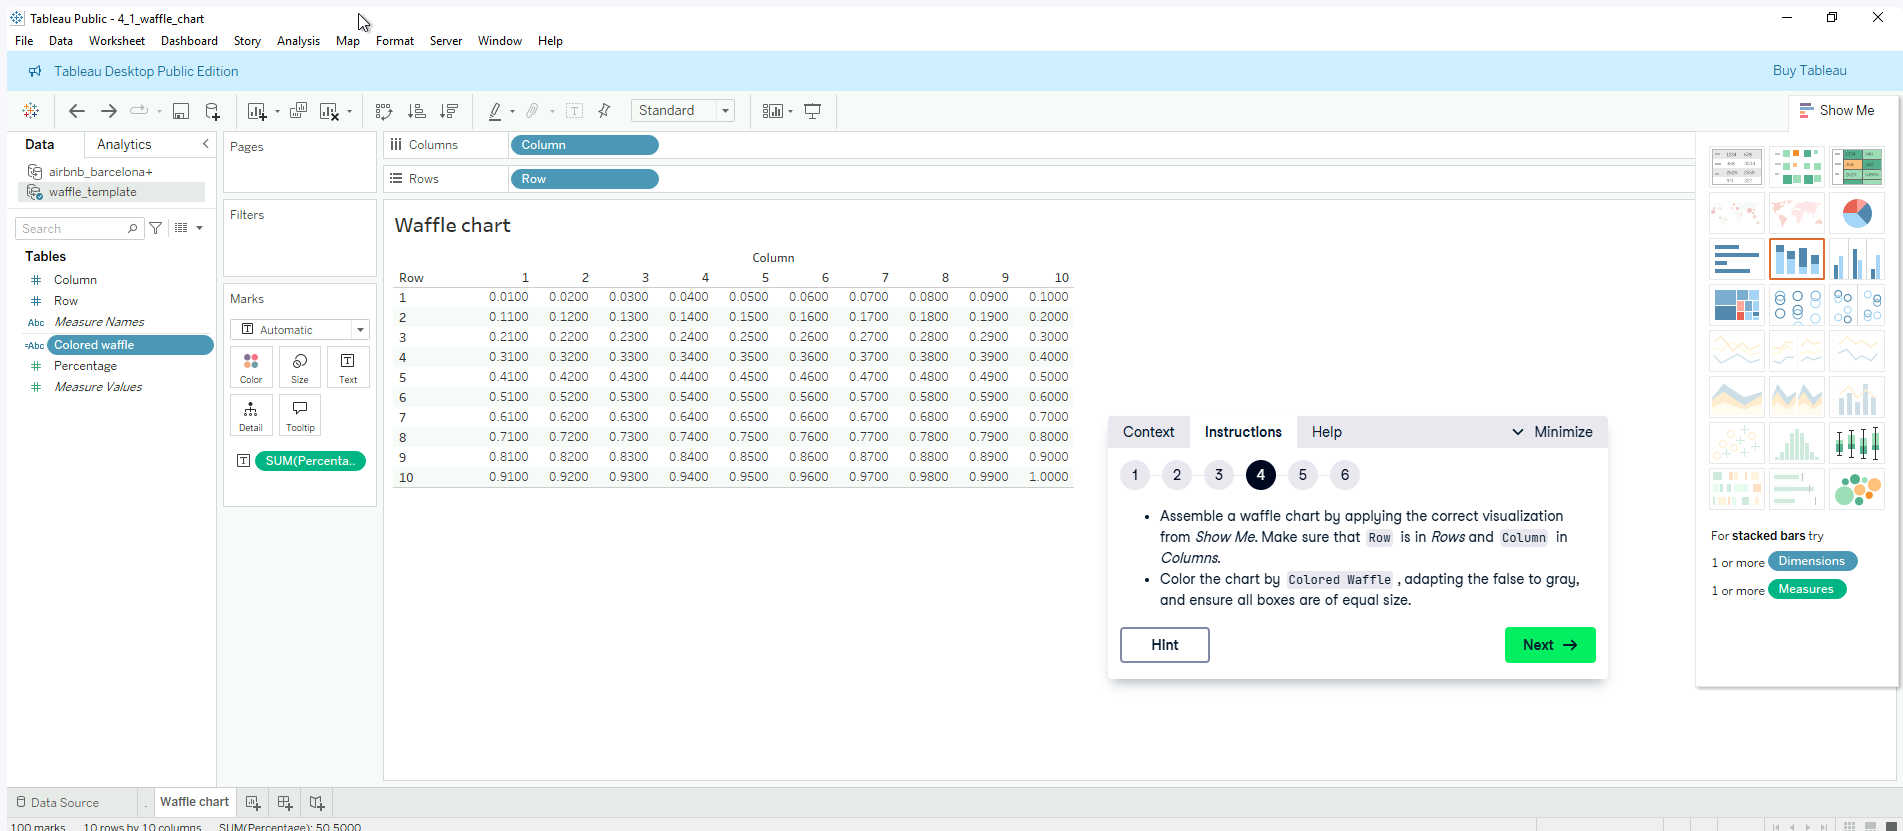 Tableau Public - 4_1_waffle_chart
File Data Worksheet Dashboard Story Analysis Map Format Server Window Help
Tableau Desktop Public Edition
Buy Tableau
Standard
Show Me
Data
Analytics
airbnb_barcelona+
waffle_template
Search
Tables
Column
Row
Abc Measure Names
=Abc Colored waffle
Percentage
Measure Values
Pages
Filters
Marks
Automatic
Color Size Text
Detail Tooltip
SUM(Percenta..
Columns Column
Rows Row
Waffle chart
Column
Row 1 2 3 4 5 6 7 8 9 10
1 0.0100 0.0200 0.0300 0.0400 0.0500 0.0600 0.0700 0.0800 0.0900 0.1000
2 0.1100 0.1200 0.1300 0.1400 0.1500 0.1600 0.1700 0.1800 0.1900 0.2000
3 0.2100 0.2200 0.2300 0.2400 0.2500 0.2600 0.2700 0.2800 0.2900 0.3000
4 0.3100 0.3200 0.3300 0.3400 0.3500 0.3600 0.3700 0.3800 0.3900 0.4000
5 0.4100 0.4200 0.4300 0.4400 0.4500 0.4600 0.4700 0.4800 0.4900 0.5000
6 0.5100 0.5200 0.5300 0.5400 0.5500 0.5600 0.5700 0.5800 0.5900 0.6000
7 0.6100 0.6200 0.6300 0.6400 0.6500 0.6600 0.6700 0.6800 0.6900 0.7000
8 0.7100 0.7200 0.7300 0.7400 0.7500 0.7600 0.7700 0.7800 0.7900 0.8000
9 0.8100 0.8200 0.8300 0.8400 0.8500 0.8600 0.8700 0.8800 0.8900 0.9000
10 0.9100 0.9200 0.9300 0.9400 0.9500 0.9600 0.9700 0.9800 0.9900 1.0000
Context Instructions Help Minimize
1 2 3 4 5 6
• Assemble a waffle chart by applying the correct visualization
from Show Me. Make sure that Row is in Rows and Column in
Columns.
• Color the chart by Colored Waffle , adapting the false to gray,
and ensure all boxes are of equal size.
Hint
Next →
For stacked bars try
1 or more Dimensions
1 or more Measures
Data Source
Waffle chart
100 marks 10 rows by 10 columns SUM(Percentage): 50.5000